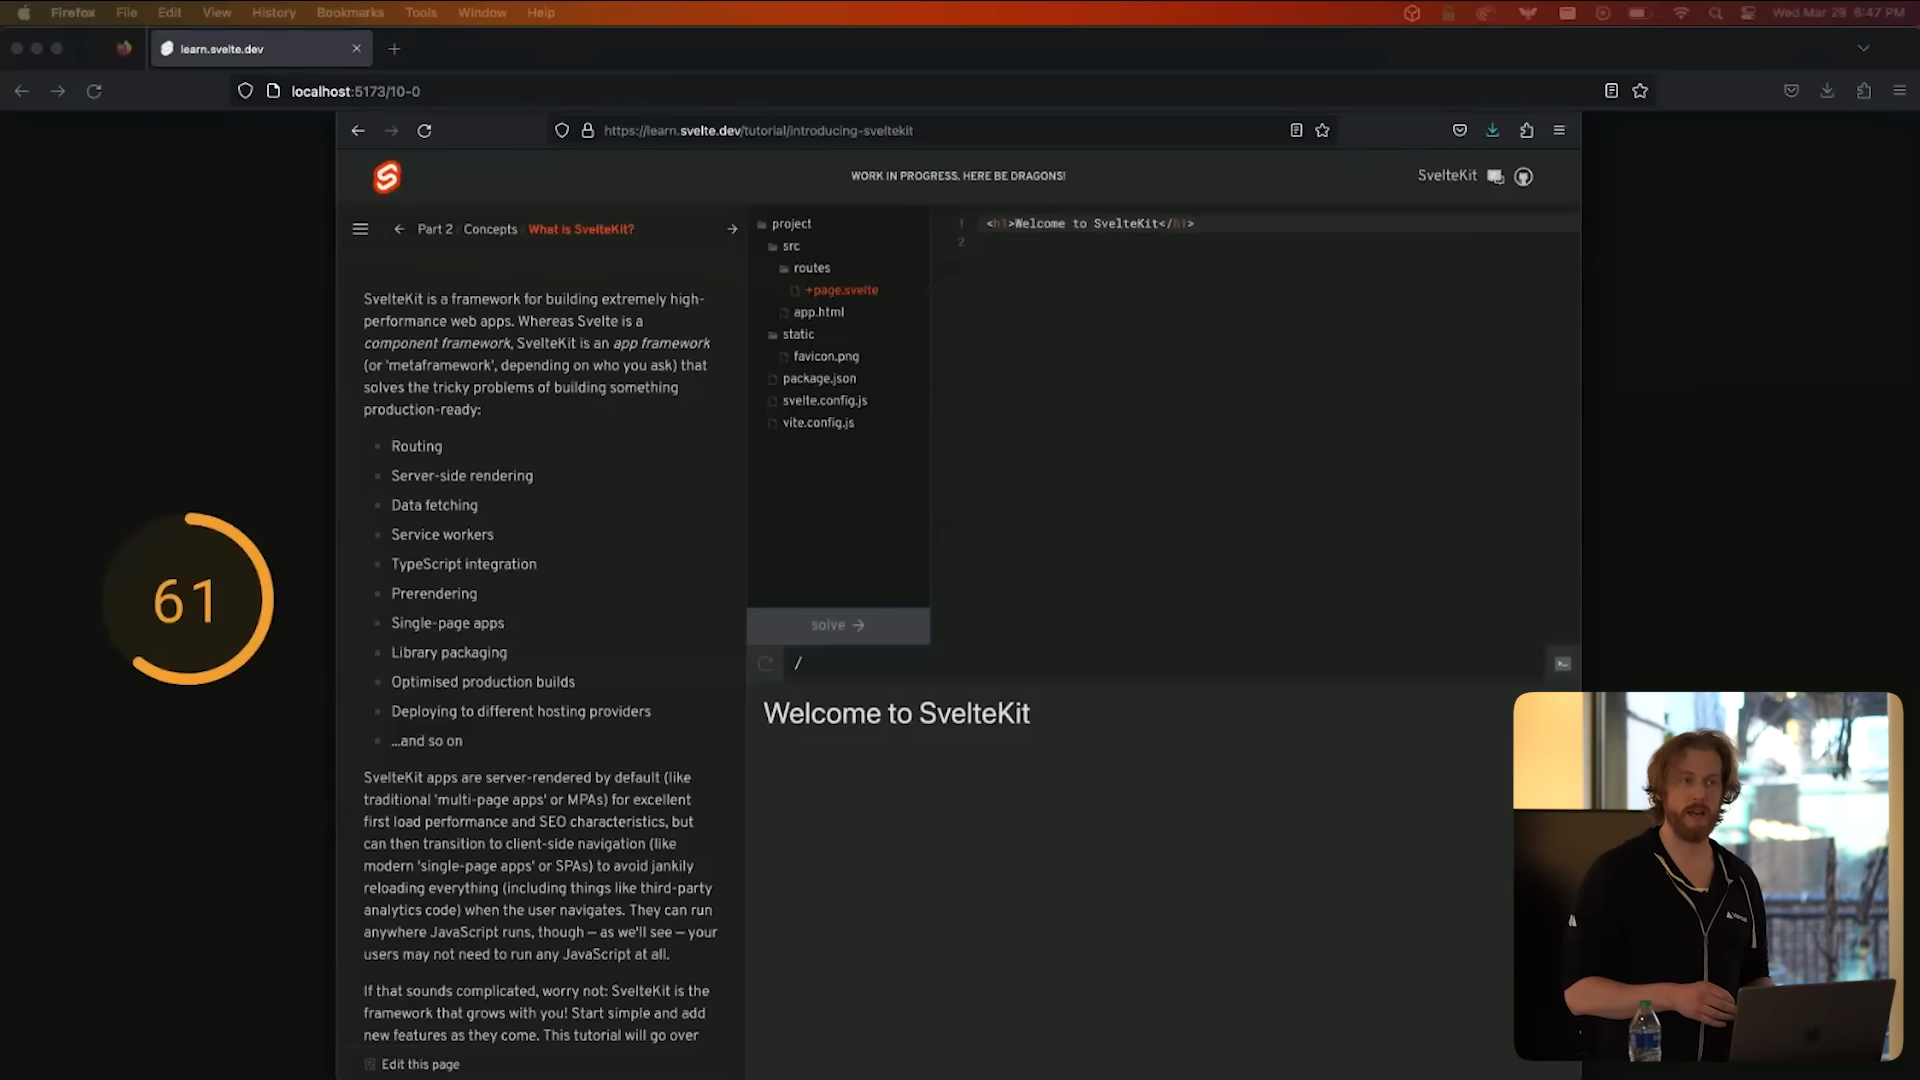 Firefox File Edit View History Bookmarks Tools Window Help Wed Mar 29 6:47 PM
learn.svelte.dev
localhost:5173/10-0
https://learn.svelte.dev/tutorial/introducing-sveltekit
WORK IN PROGRESS. HERE BE DRAGONS!
SvelteKit
Part 2 Concepts What is SvelteKit?
SvelteKit is a framework for building extremely high-
performance web apps. Whereas Svelte is a
component framework, SvelteKit is an app framework
(or 'metaframework', depending on who you ask) that
solves the tricky problems of building something
production-ready:
Routing
Server-side rendering
Data fetching
Service workers
TypeScript integration
Prerendering
Single-page apps
Library packaging
Optimised production builds
Deploying to different hosting providers
...and so on
SvelteKit apps are server-rendered by default (like
traditional 'multi-page apps' or MPAs) for excellent
first load performance and SEO characteristics, but
can then transition to client-side navigation (like
modern 'single-page apps' or SPAs) to avoid jankily
reloading everything (including things like third-party
analytics code) when the user navigates. They can run
anywhere JavaScript runs, though — as we'll see — your
users may not need to run any JavaScript at all.
If that sounds complicated, worry not: SvelteKit is the
framework that grows with you! Start simple and add
new features as they come. This tutorial will go over
Edit this page
project
src
routes
+page.svelte
app.html
static
favicon.png
package.json
svelte.config.js
vite.config.js
solve →
1 <h1>Welcome to SvelteKit</h1>
2
/
Welcome to SvelteKit
61